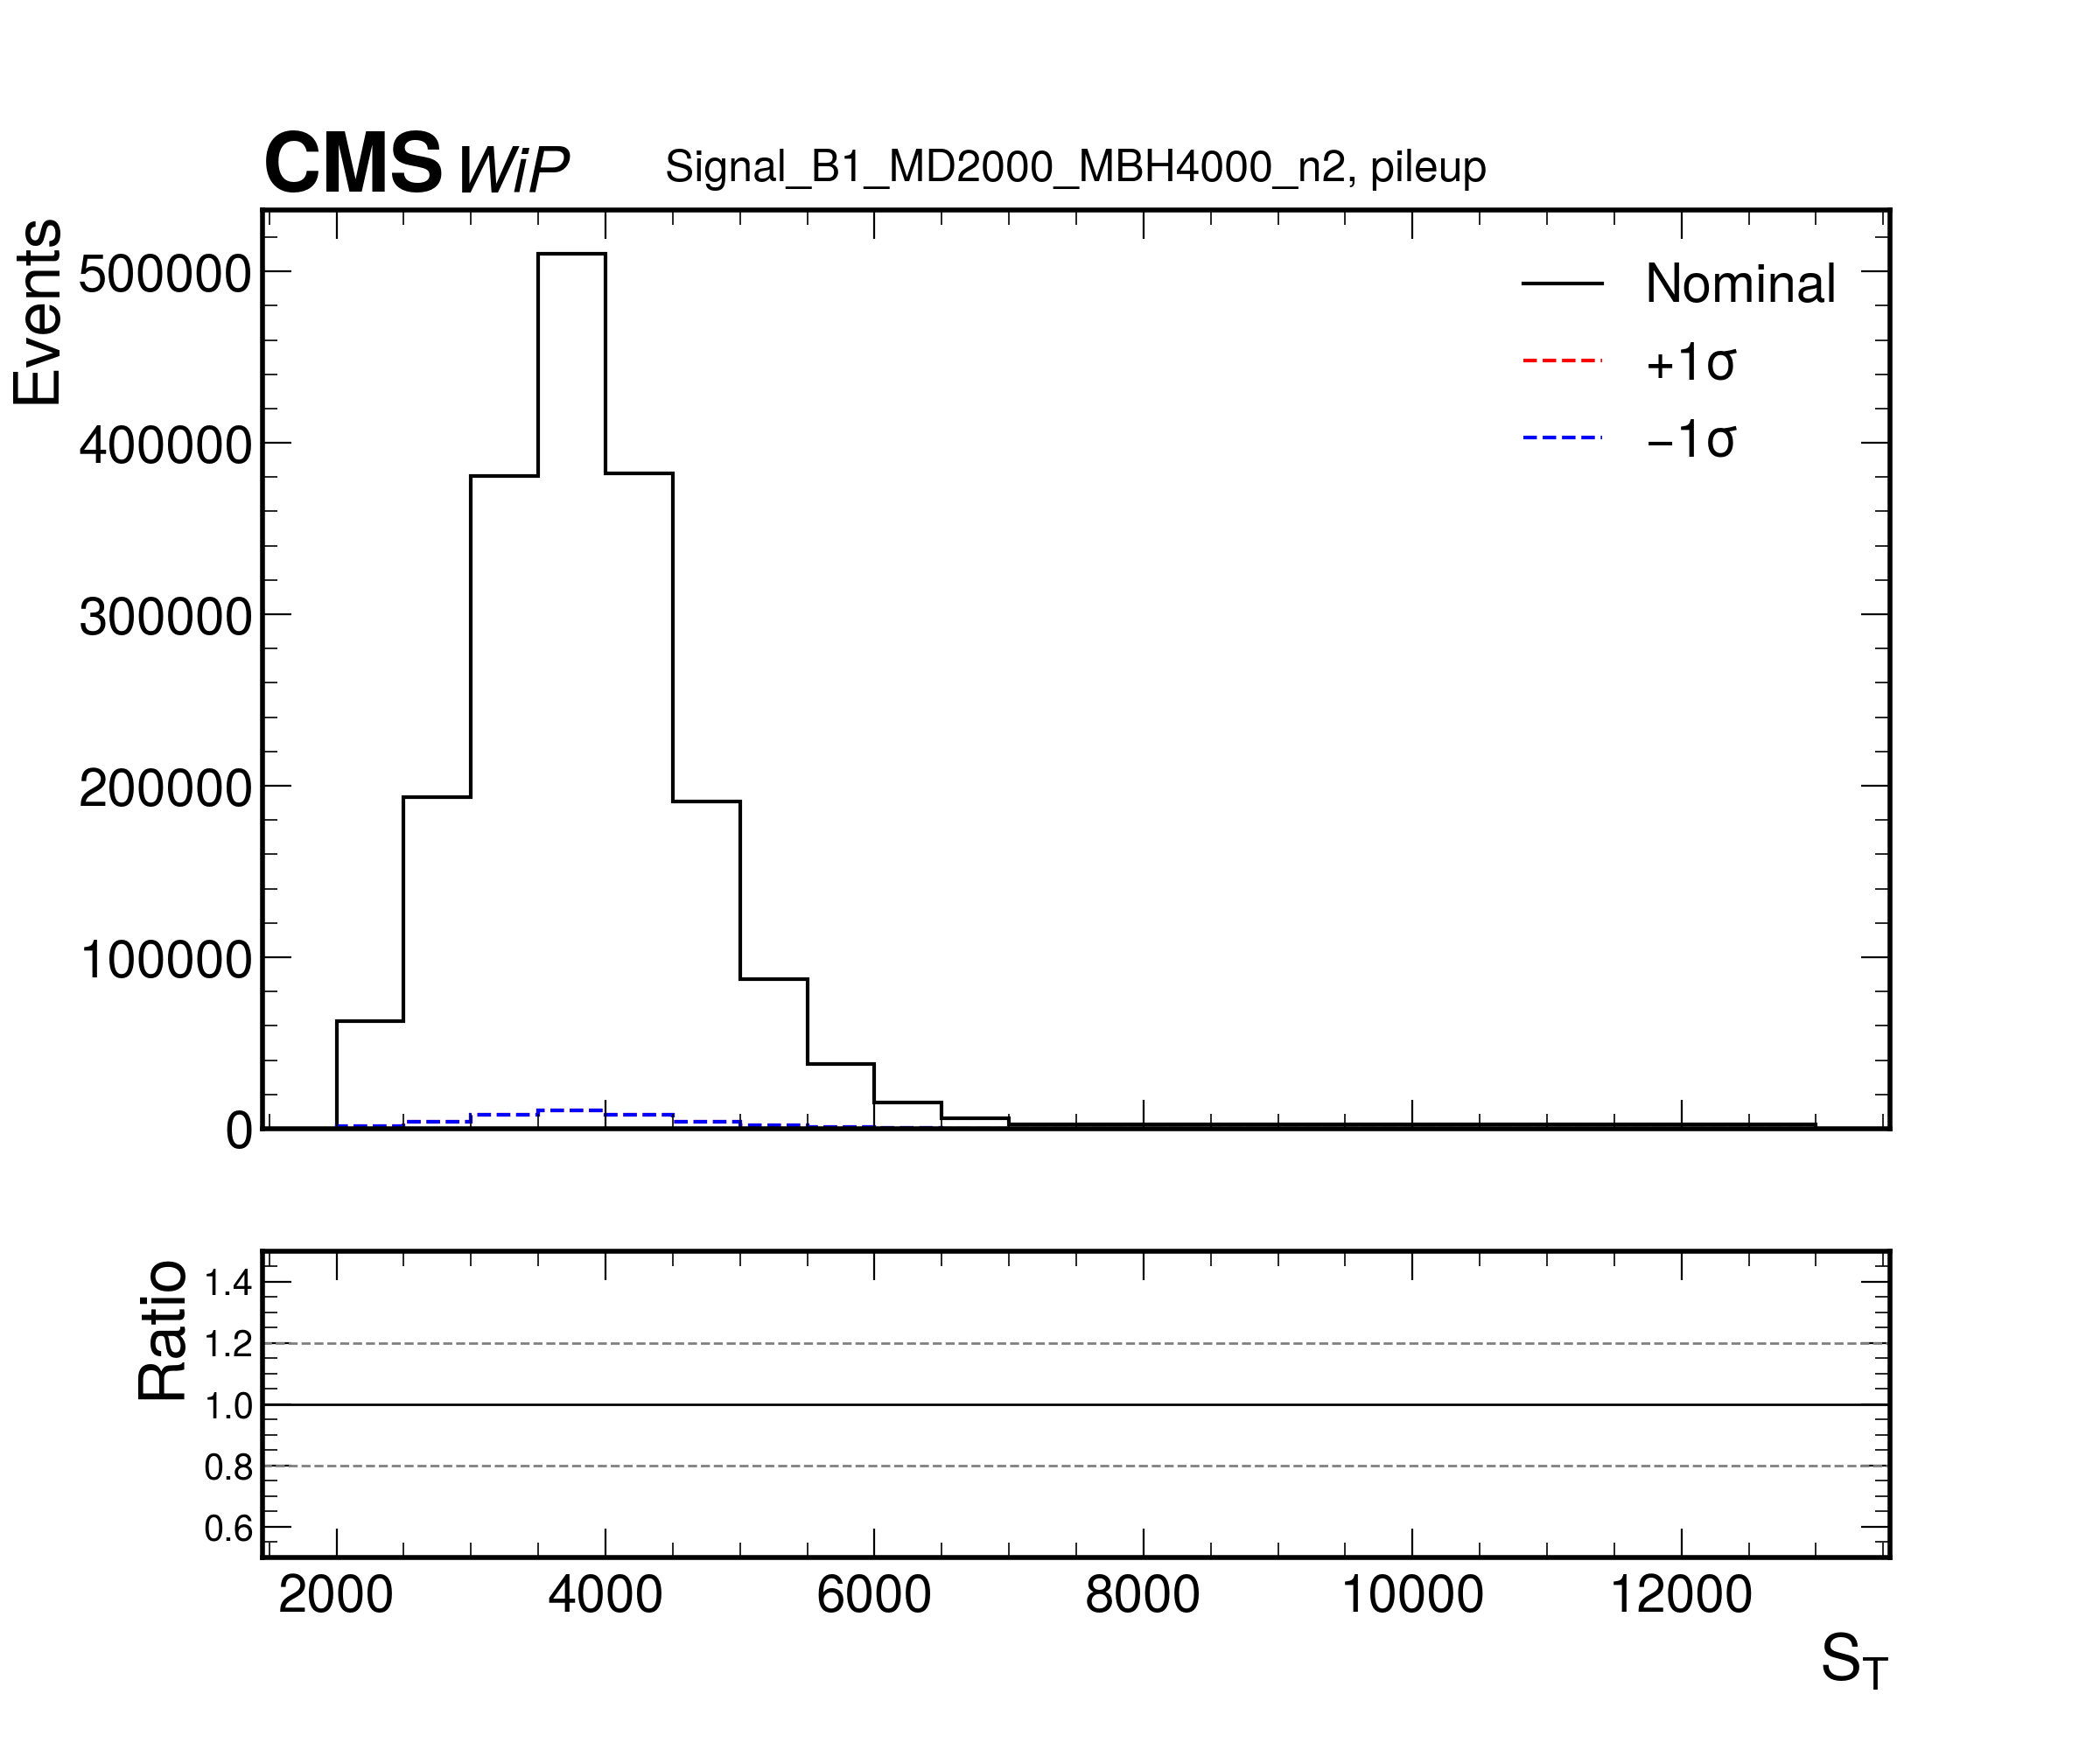 CMS WiP Signal_B1_MD2000_MBH4000_n2, pileup
Events
500000
400000
300000
200000
100000
0
Nominal
+1σ
−1σ
Ratio
1.4
1.2
1.0
0.8
0.6
2000 4000 6000 8000 10000 12000
S_T